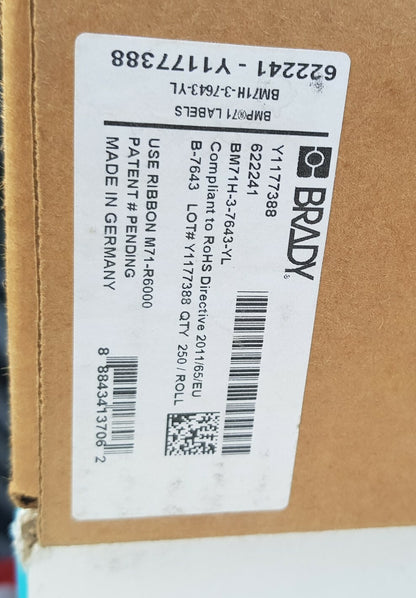 BRADY®
Y1177388
622241
BM71H-3-7643-YL
Compliant to RoHS Directive 2011/65/EU
B-7643 LOT# Y1177388 QTY 250 / ROLL
USE RIBBON M71-R6000
PATENT # PENDING
MADE IN GERMANY
8 84341 3706 2
622241 - Y1177388
BM71H-3-7643-YL
BMP®71 LABELS